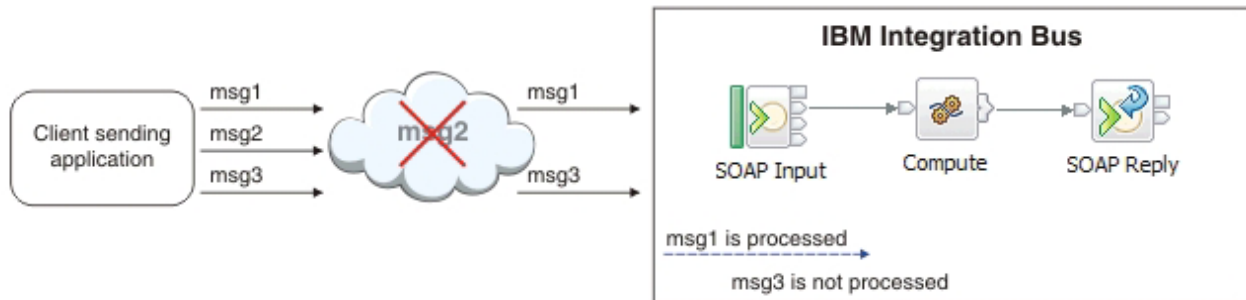 IBM Integration Bus
msg1
msg2
msg3
Client sending
application
msg2
msg1
msg3
SOAP Input
Compute
SOAP Reply
msg1 is processed
msg3 is not processed